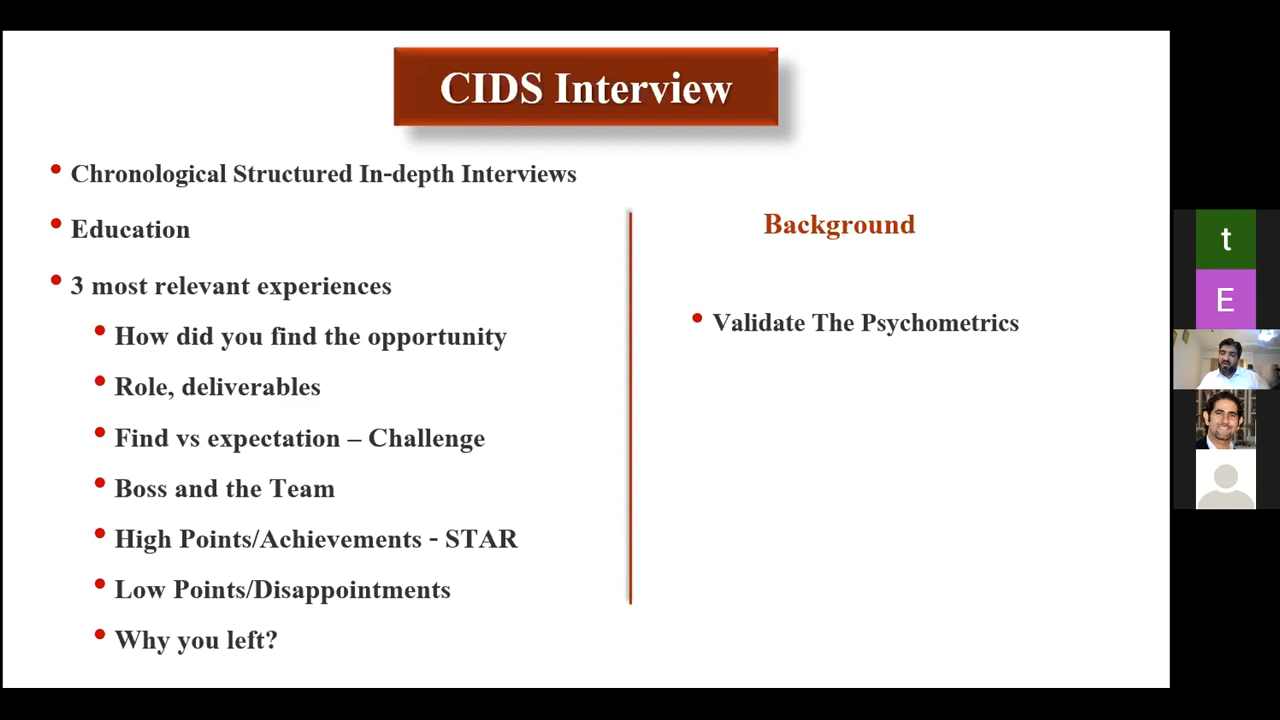 CIDS Interview
• Chronological Structured In-depth Interviews
• Education
• 3 most relevant experiences
• How did you find the opportunity
• Role, deliverables
• Find vs expectation – Challenge
• Boss and the Team
• High Points/Achievements - STAR
• Low Points/Disappointments
• Why you left?
Background
• Validate The Psychometrics
t
E